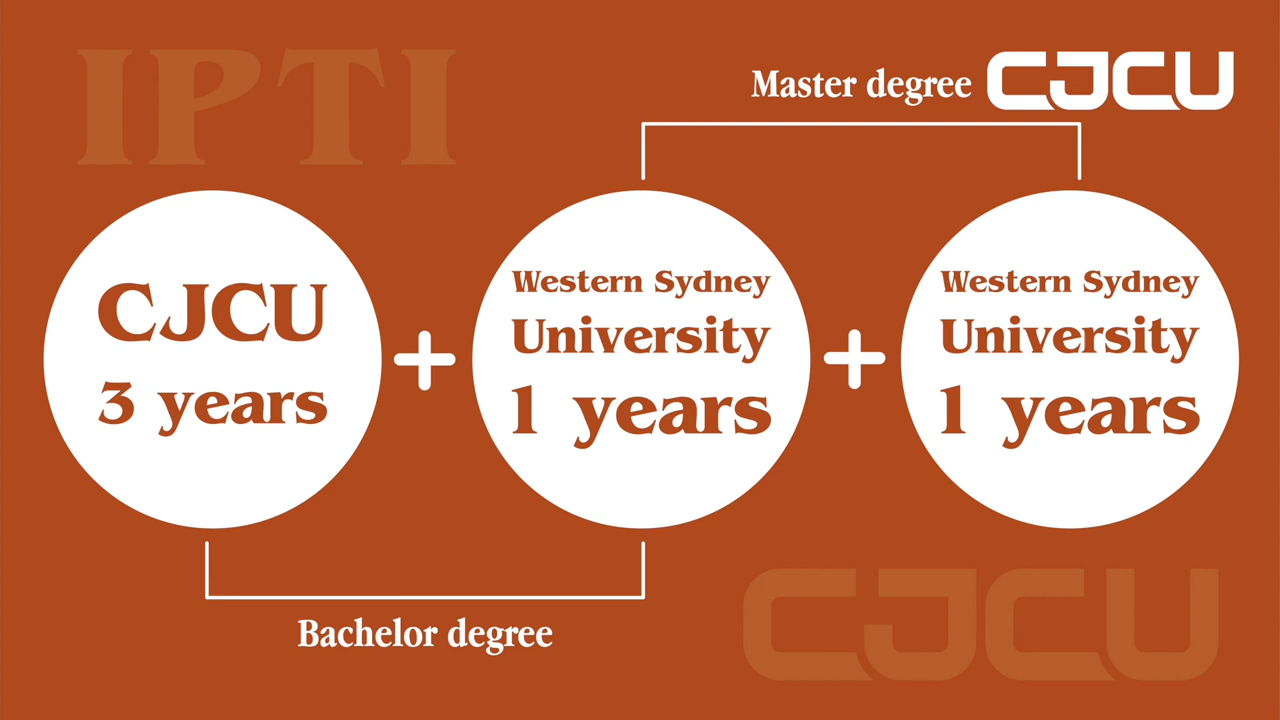 IPTI
Master degree CJCU
CJCU
3 years
Western Sydney
University
1 years
Western Sydney
University
1 years
Bachelor degree
CJCU